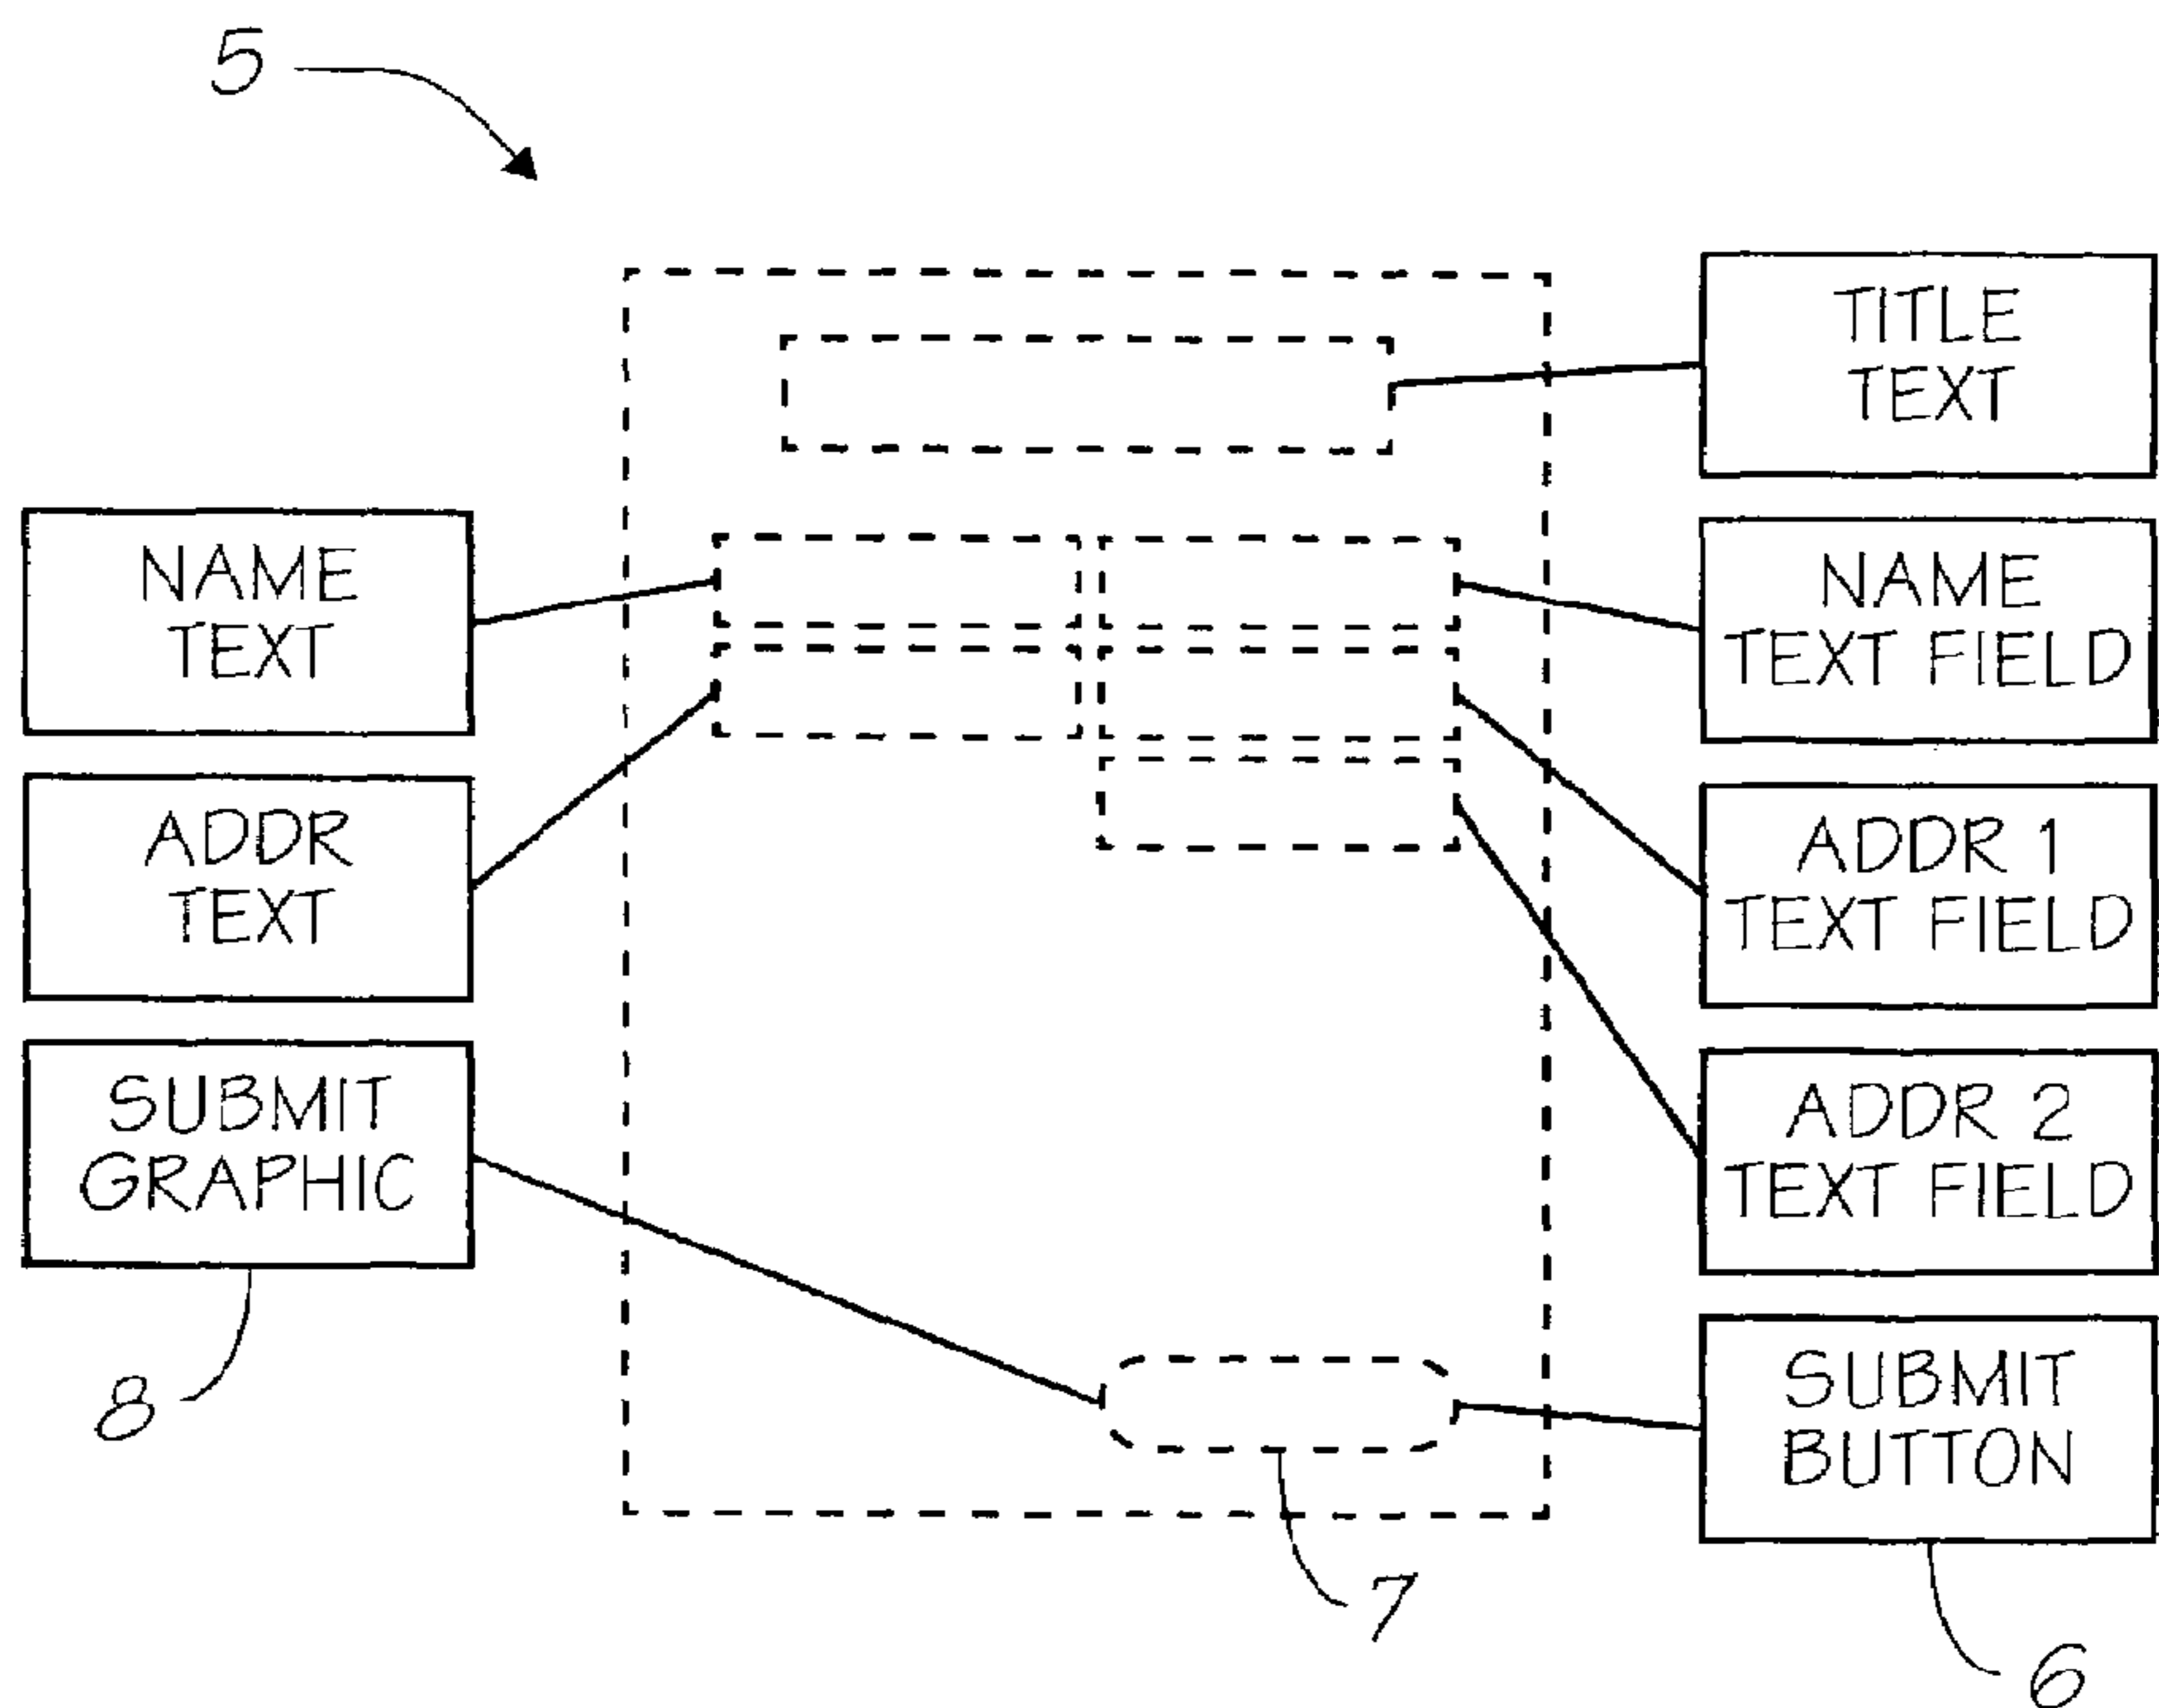 5
TITLE
TEXT
NAME
TEXT
NAME
TEXT FIELD
ADDR
TEXT
ADDR 1
TEXT FIELD
SUBMIT
GRAPHIC
ADDR 2
TEXT FIELD
8
SUBMIT
BUTTON
7
6